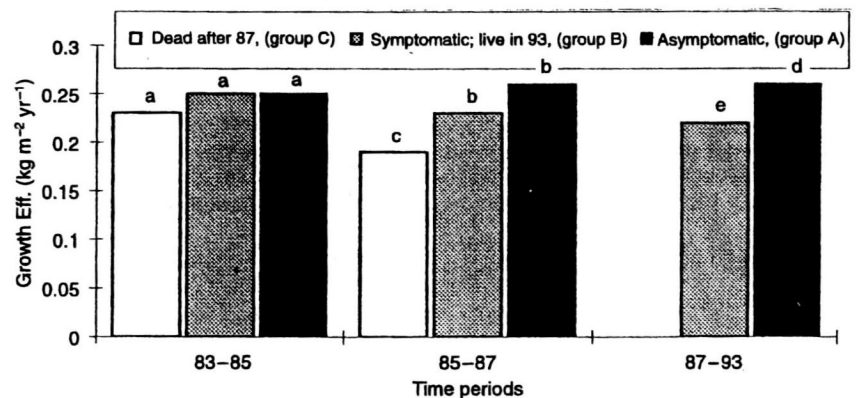 Dead after 87, (group C) Symptomatic; live in 93, (group B) Asymptomatic, (group A)
Growth Eff. (kg m⁻² yr⁻¹)
0.3
0.25
0.2
0.15
0.1
0.05
0
a a a
c b b
e d
83–85 85–87 87–93
Time periods